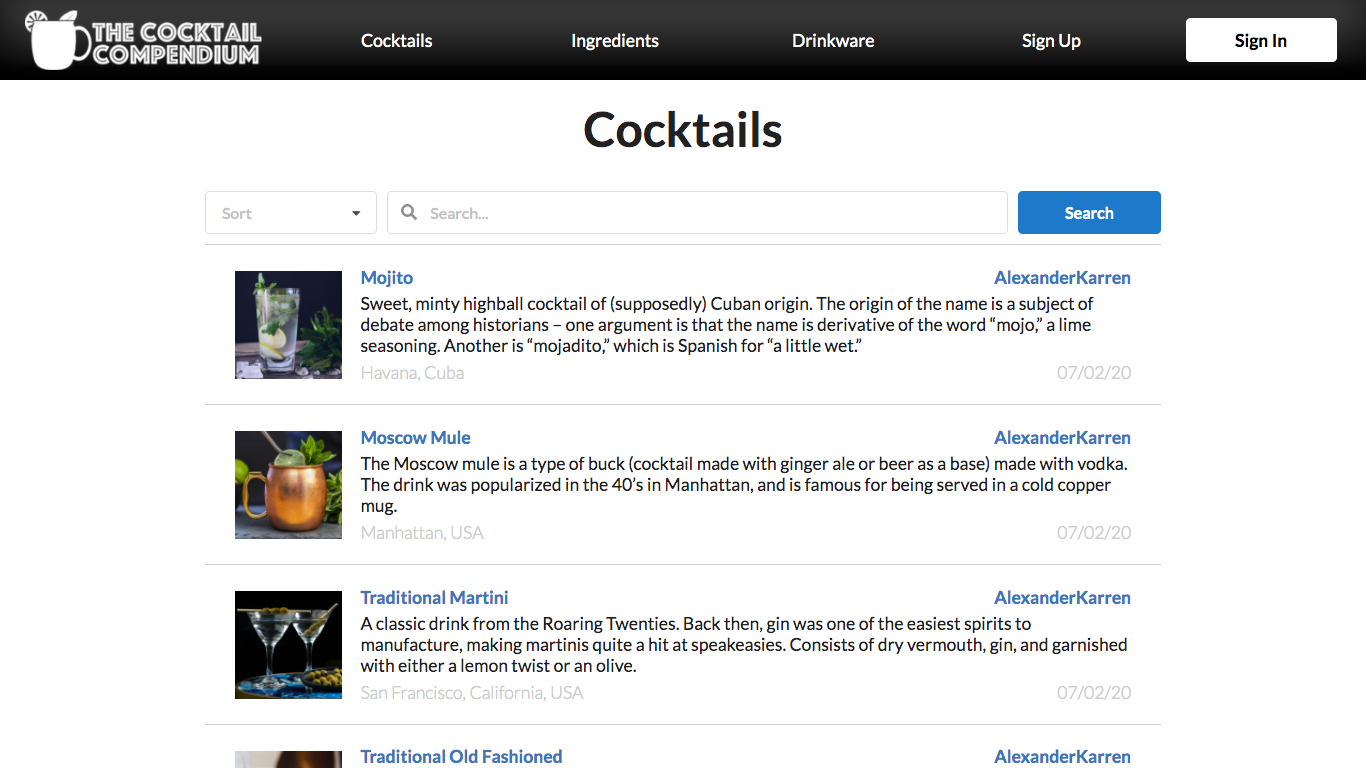 THE COCKTAIL
COMPENDIUM
Cocktails
Ingredients
Drinkware
Sign Up
Sign In
Cocktails
Sort
Search...
Search
Mojito
AlexanderKarren
Sweet, minty highball cocktail of (supposedly) Cuban origin. The origin of the name is a subject of
debate among historians – one argument is that the name is derivative of the word “mojo,” a lime
seasoning. Another is “mojadito,” which is Spanish for “a little wet.”
Havana, Cuba
07/02/20
Moscow Mule
AlexanderKarren
The Moscow mule is a type of buck (cocktail made with ginger ale or beer as a base) made with vodka.
The drink was popularized in the 40’s in Manhattan, and is famous for being served in a cold copper
mug.
Manhattan, USA
07/02/20
Traditional Martini
AlexanderKarren
A classic drink from the Roaring Twenties. Back then, gin was one of the easiest spirits to
manufacture, making martinis quite a hit at speakeasies. Consists of dry vermouth, gin, and garnished
with either a lemon twist or an olive.
San Francisco, California, USA
07/02/20
Traditional Old Fashioned
AlexanderKarren